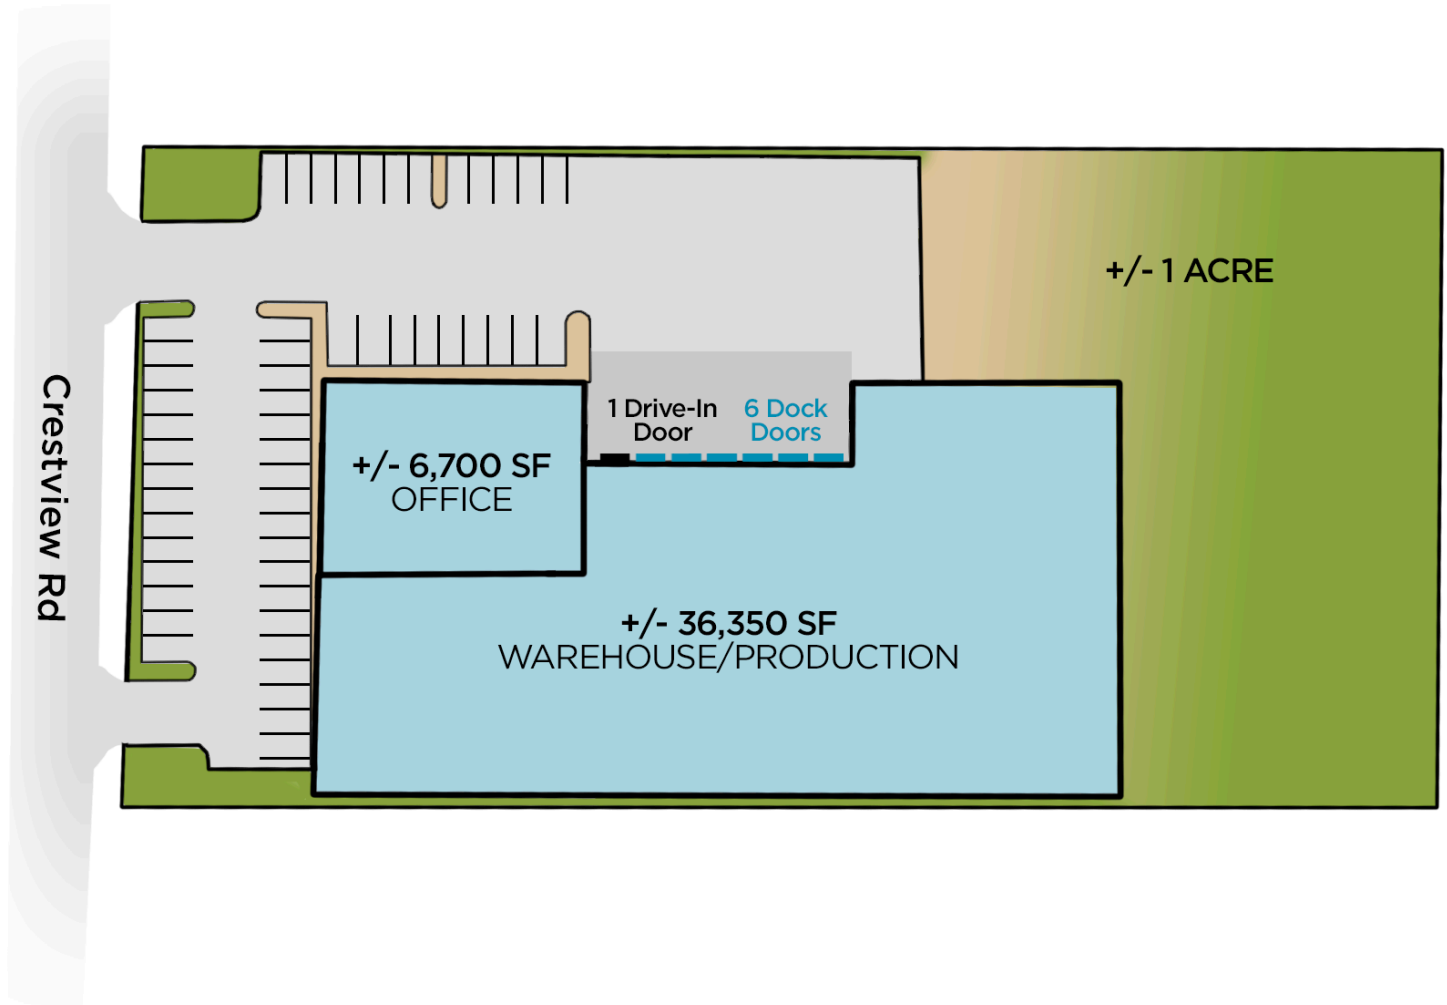 +/- 1 ACRE
Crestview Rd
1 Drive-In
Door
6 Dock
Doors
+/- 6,700 SF
OFFICE
+/- 36,350 SF
WAREHOUSE/PRODUCTION